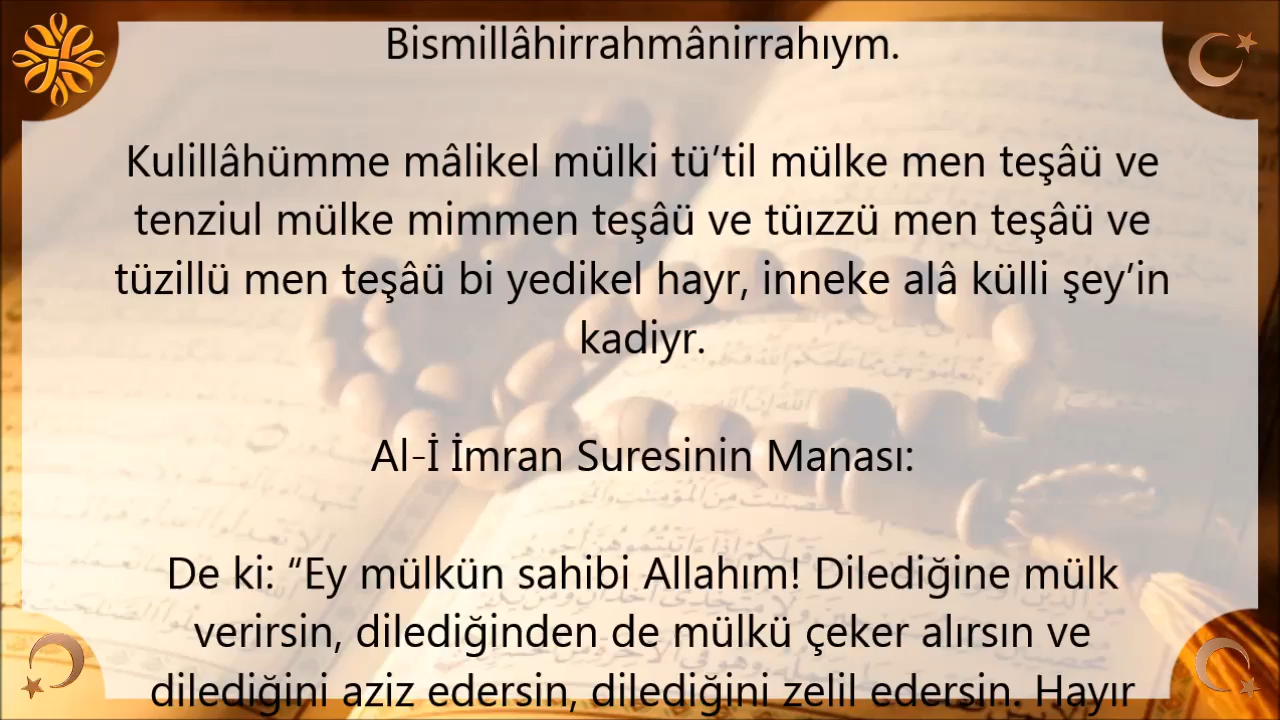 Bismillâhirrahmânirrahıym.
Kulillâhümme mâlikel mülki tü’til mülke men teşâü ve
tenziul mülke mimmen teşâü ve tüızzü men teşâü ve
tüzillü men teşâü bi yedikel hayr, inneke alâ külli şey’in
kadiyr.
Al-İ İmran Suresinin Manası:
De ki: “Ey mülkün sahibi Allahım! Dilediğine mülk
verirsin, dilediğinden de mülkü çeker alırsın ve
dilediğini aziz edersin, dilediğini zelil edersin. Hayır